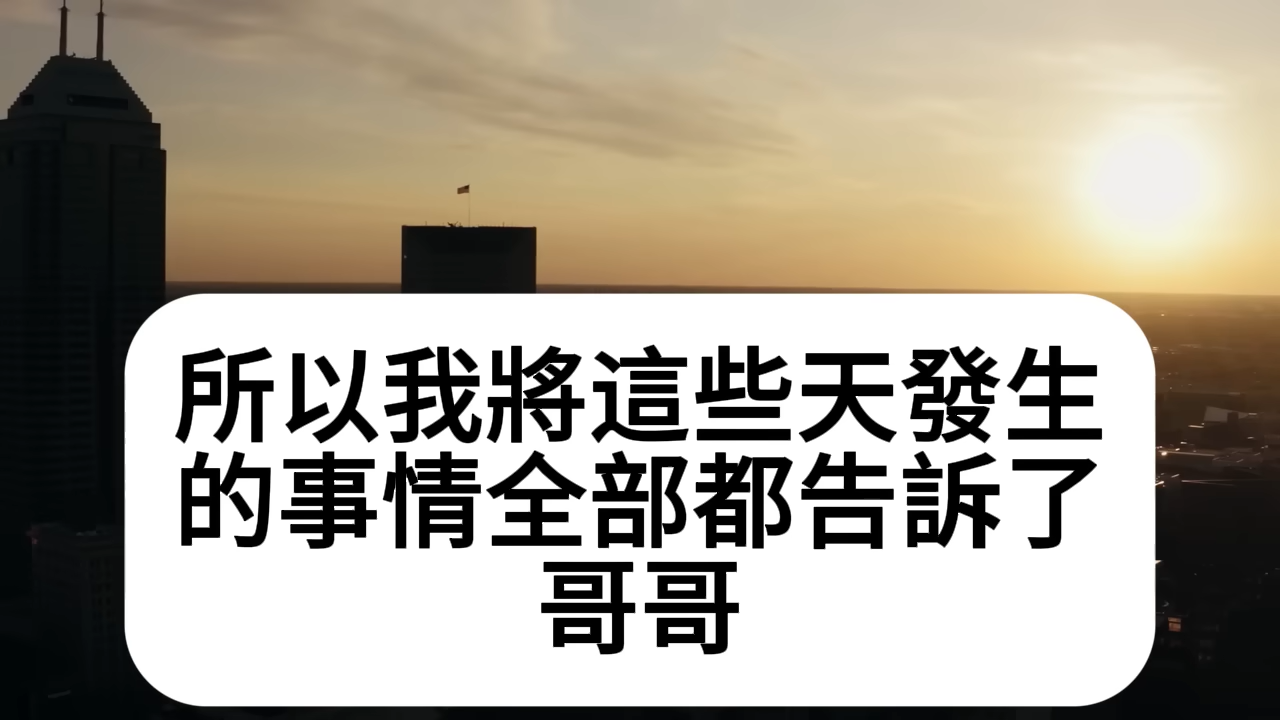 所以我將這些天發生
的事情全部都告訴了
哥哥